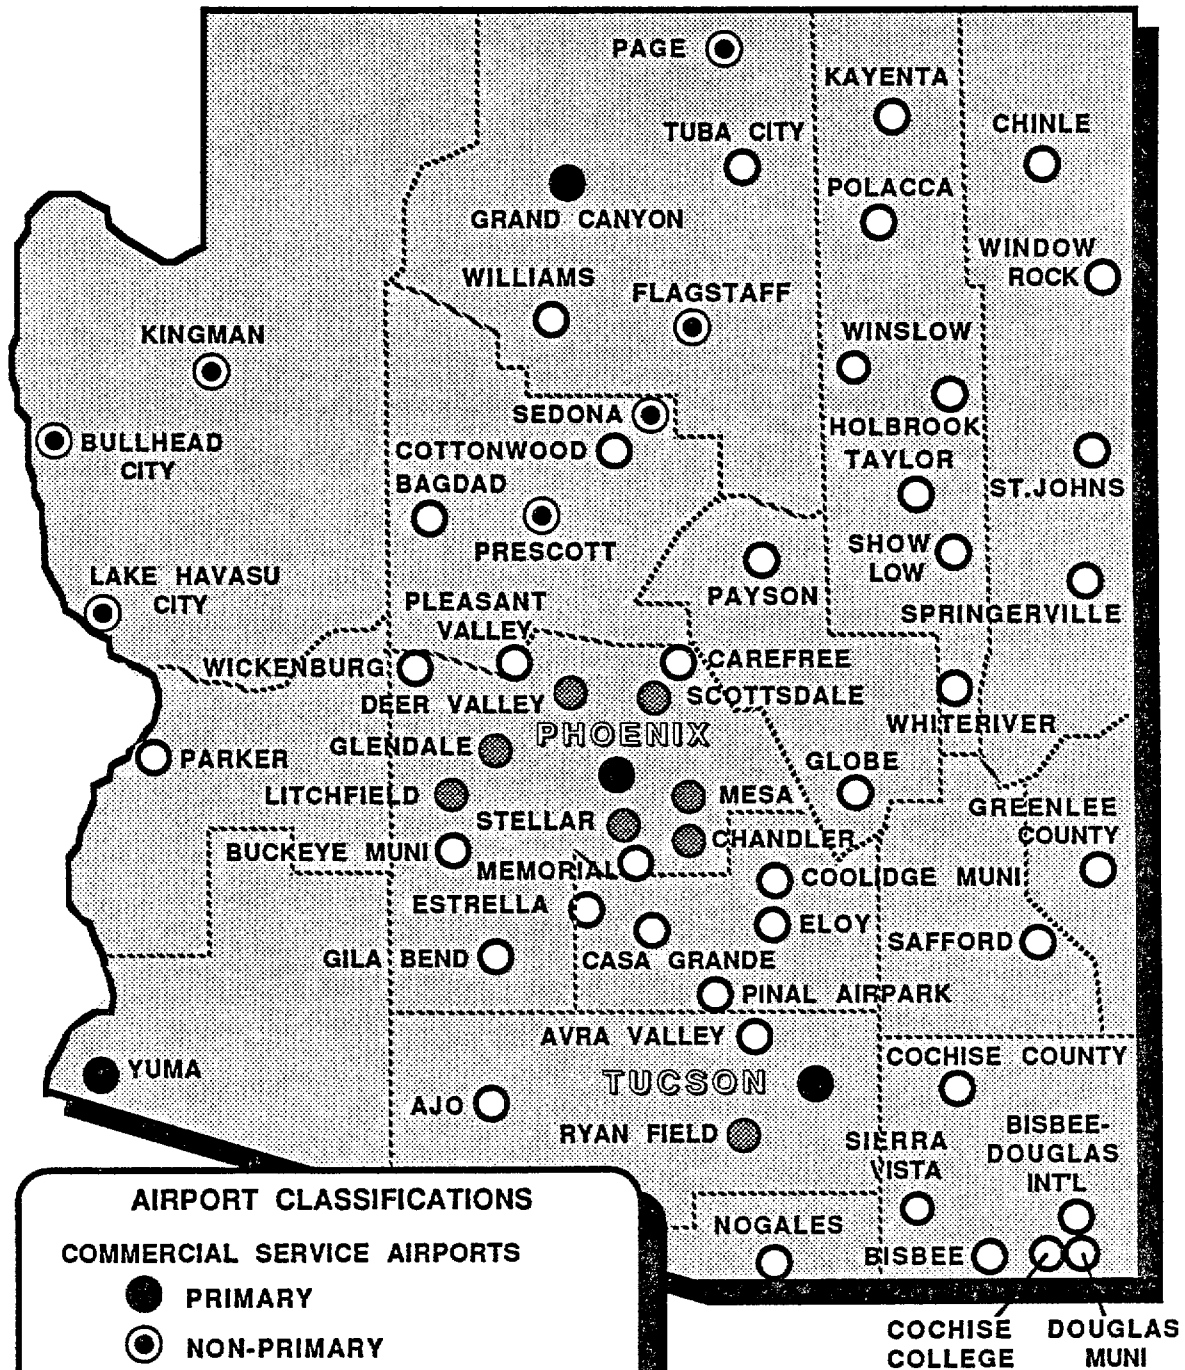 PAGE
KAYENTA
TUBA CITY
CHINLE
POLACCA
GRAND CANYON
WINDOW
ROCK
WILLIAMS
FLAGSTAFF
KINGMAN
WINSLOW
SEDONA
HOLBROOK
BULLHEAD
CITY
COTTONWOOD
TAYLOR
BAGDAD
ST.JOHNS
PRESCOTT
SHOW
LOW
LAKE HAVASU
CITY
PLEASANT
VALLEY
PAYSON
SPRINGERVILLE
WICKENBURG
CAREFREE
DEER VALLEY
SCOTTSDALE
WHITERIVER
PHOENIX
GLENDALE
PARKER
GLOBE
LITCHFIELD
MESA
GREENLEE
COUNTY
STELLAR
CHANDLER
BUCKEYE MUNI
MEMORIAL
COOLIDGE MUNI
ESTRELLA
ELOY
SAFFORD
GILA BEND
CASA GRANDE
PINAL AIRPARK
AVRA VALLEY
COCHISE COUNTY
YUMA
TUCSON
AJO
RYAN FIELD
SIERRA
VISTA
BISBEE-
DOUGLAS
INT'L
NOGALES
BISBEE
COCHISE
COLLEGE
DOUGLAS
MUNI
AIRPORT CLASSIFICATIONS
COMMERCIAL SERVICE AIRPORTS
PRIMARY
NON-PRIMARY